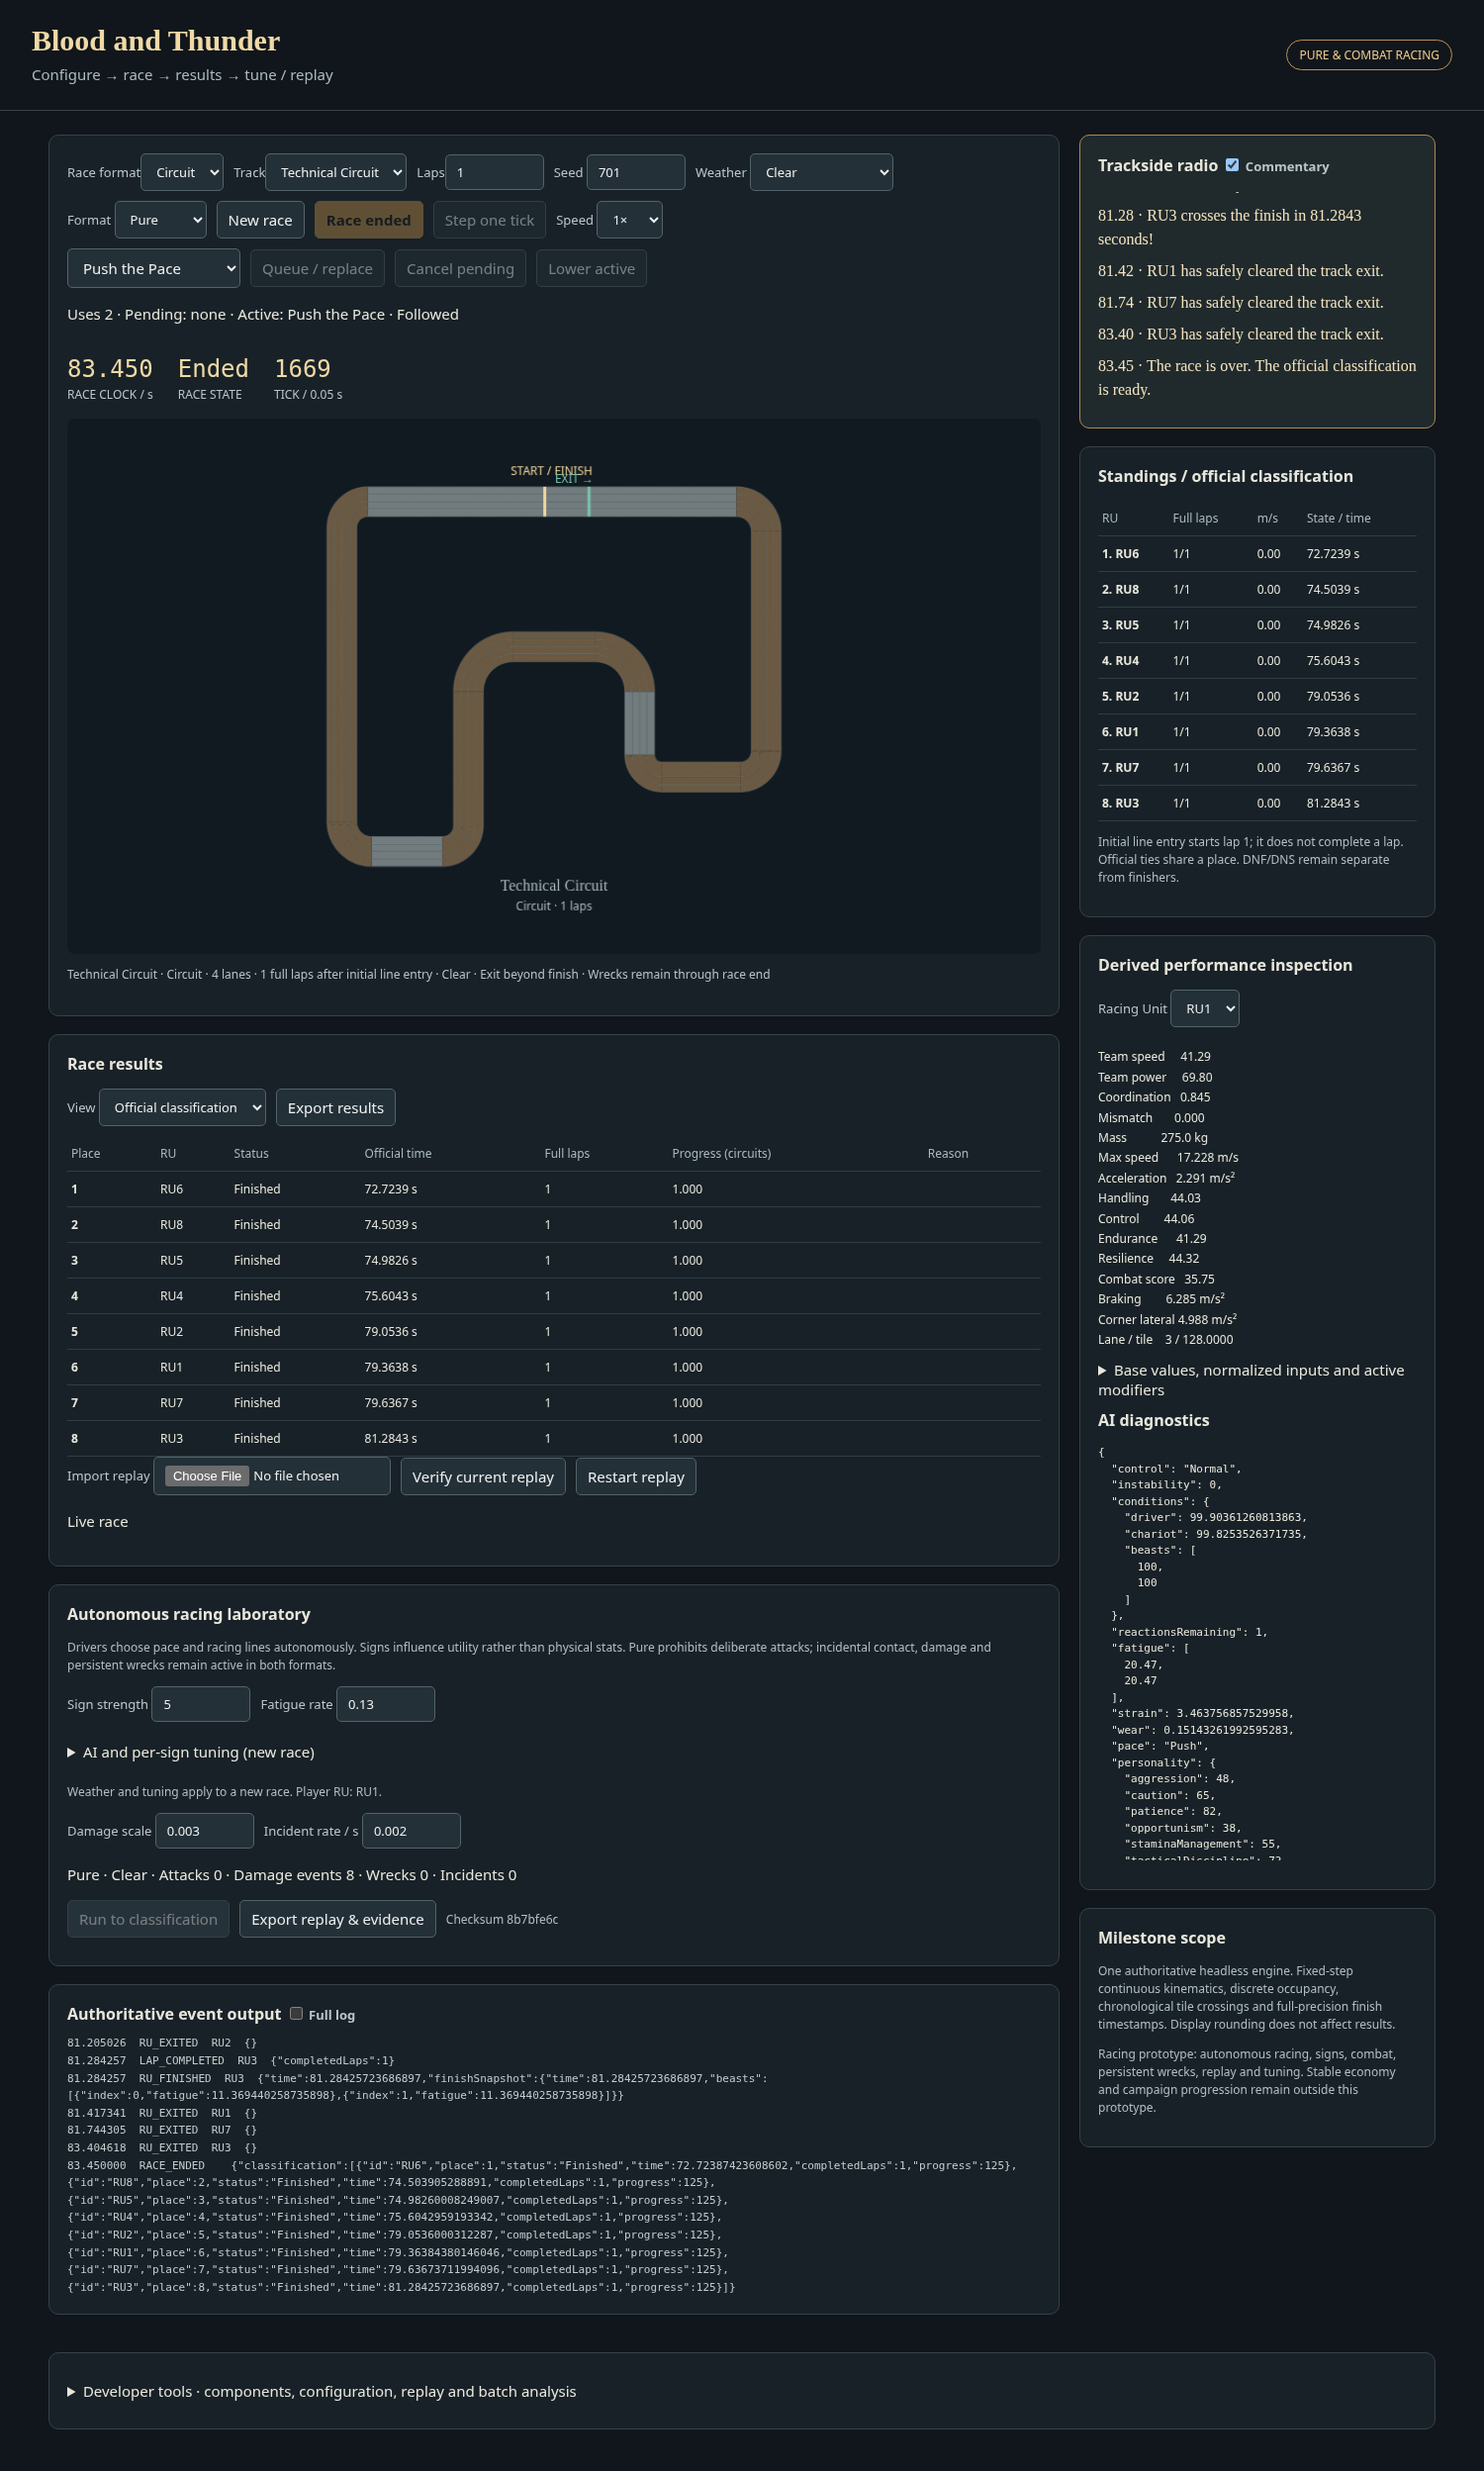 Blood and Thunder
Configure → race → results → tune / replay
PURE & COMBAT RACING
Race format Circuit Track Technical Circuit Laps 1 Seed 701 Weather Clear
Format Pure New race Race ended Step one tick Speed 1×
Push the Pace Queue / replace Cancel pending Lower active
Uses 2 · Pending: none · Active: Push the Pace · Followed
83.450 Ended 1669
RACE CLOCK / s RACE STATE TICK / 0.05 s
START / FINISH
EXIT →
Technical Circuit
Circuit · 1 laps
Technical Circuit · Circuit · 4 lanes · 1 full laps after initial line entry · Clear · Exit beyond finish · Wrecks remain through race end
Race results
View Official classification Export results
Place RU Status Official time Full laps Progress (circuits) Reason
1 RU6 Finished 72.7239 s 1 1.000
2 RU8 Finished 74.5039 s 1 1.000
3 RU5 Finished 74.9826 s 1 1.000
4 RU4 Finished 75.6043 s 1 1.000
5 RU2 Finished 79.0536 s 1 1.000
6 RU1 Finished 79.3638 s 1 1.000
7 RU7 Finished 79.6367 s 1 1.000
8 RU3 Finished 81.2843 s 1 1.000
Import replay Choose File No file chosen Verify current replay Restart replay
Live race
Autonomous racing laboratory
Drivers choose pace and racing lines autonomously. Signs influence utility rather than physical stats. Pure prohibits deliberate attacks; incidental contact, damage and
persistent wrecks remain active in both formats.
Sign strength 5 Fatigue rate 0.13
▶ AI and per-sign tuning (new race)
Weather and tuning apply to a new race. Player RU: RU1.
Damage scale 0.003 Incident rate / s 0.002
Pure · Clear · Attacks 0 · Damage events 8 · Wrecks 0 · Incidents 0
Run to classification Export replay & evidence Checksum 8b7bfe6c
Authoritative event output Full log
81.205026 RU_EXITED RU2 {}
81.284257 LAP_COMPLETED RU3 {"completedLaps":1}
81.284257 RU_FINISHED RU3 {"time":81.28425723686897,"finishSnapshot":{"time":81.28425723686897,"beasts":
[{"index":0,"fatigue":11.369440258735898},{"index":1,"fatigue":11.369440258735898}]}}
81.417341 RU_EXITED RU1 {}
81.744305 RU_EXITED RU7 {}
83.404618 RU_EXITED RU3 {}
83.450000 RACE_ENDED {"classification":[{"id":"RU6","place":1,"status":"Finished","time":72.72387423608602,"completedLaps":1,"progress":125},
{"id":"RU8","place":2,"status":"Finished","time":74.503905288891,"completedLaps":1,"progress":125},
{"id":"RU5","place":3,"status":"Finished","time":74.98260008249007,"completedLaps":1,"progress":125},
{"id":"RU4","place":4,"status":"Finished","time":75.6042959193342,"completedLaps":1,"progress":125},
{"id":"RU2","place":5,"status":"Finished","time":79.0536000312287,"completedLaps":1,"progress":125},
{"id":"RU1","place":6,"status":"Finished","time":79.36384380146046,"completedLaps":1,"progress":125},
{"id":"RU7","place":7,"status":"Finished","time":79.63673711994096,"completedLaps":1,"progress":125},
{"id":"RU3","place":8,"status":"Finished","time":81.28425723686897,"completedLaps":1,"progress":125}]}
Trackside radio Commentary
81.28 · RU3 crosses the finish in 81.2843
seconds!
81.42 · RU1 has safely cleared the track exit.
81.74 · RU7 has safely cleared the track exit.
83.40 · RU3 has safely cleared the track exit.
83.45 · The race is over. The official classification
is ready.
Standings / official classification
RU Full laps m/s State / time
1. RU6 1/1 0.00 72.7239 s
2. RU8 1/1 0.00 74.5039 s
3. RU5 1/1 0.00 74.9826 s
4. RU4 1/1 0.00 75.6043 s
5. RU2 1/1 0.00 79.0536 s
6. RU1 1/1 0.00 79.3638 s
7. RU7 1/1 0.00 79.6367 s
8. RU3 1/1 0.00 81.2843 s
Initial line entry starts lap 1; it does not complete a lap.
Official ties share a place. DNF/DNS remain separate
from finishers.
Derived performance inspection
Racing Unit RU1
Team speed 41.29
Team power 69.80
Coordination 0.845
Mismatch 0.000
Mass 275.0 kg
Max speed 17.228 m/s
Acceleration 2.291 m/s²
Handling 44.03
Control 44.06
Endurance 41.29
Resilience 44.32
Combat score 35.75
Braking 6.285 m/s²
Corner lateral 4.988 m/s²
Lane / tile 3 / 128.0000
▶ Base values, normalized inputs and active
modifiers
AI diagnostics
{
"control": "Normal",
"instability": 0,
"conditions": {
"driver": 99.90361260813863,
"chariot": 99.8253526371735,
"beasts": [
100,
100
]
},
"reactionsRemaining": 1,
"fatigue": [
20.47,
20.47
],
"strain": 3.463756857529958,
"wear": 0.15143261992595283,
"pace": "Push",
"personality": {
"aggression": 48,
"caution": 65,
"patience": 82,
"opportunism": 38,
"staminaManagement": 55,
"tacticalDiscipline": 72
Milestone scope
One authoritative headless engine. Fixed-step
continuous kinematics, discrete occupancy,
chronological tile crossings and full-precision finish
timestamps. Display rounding does not affect results.
Racing prototype: autonomous racing, signs, combat,
persistent wrecks, replay and tuning. Stable economy
and campaign progression remain outside this
prototype.
▶ Developer tools · components, configuration, replay and batch analysis